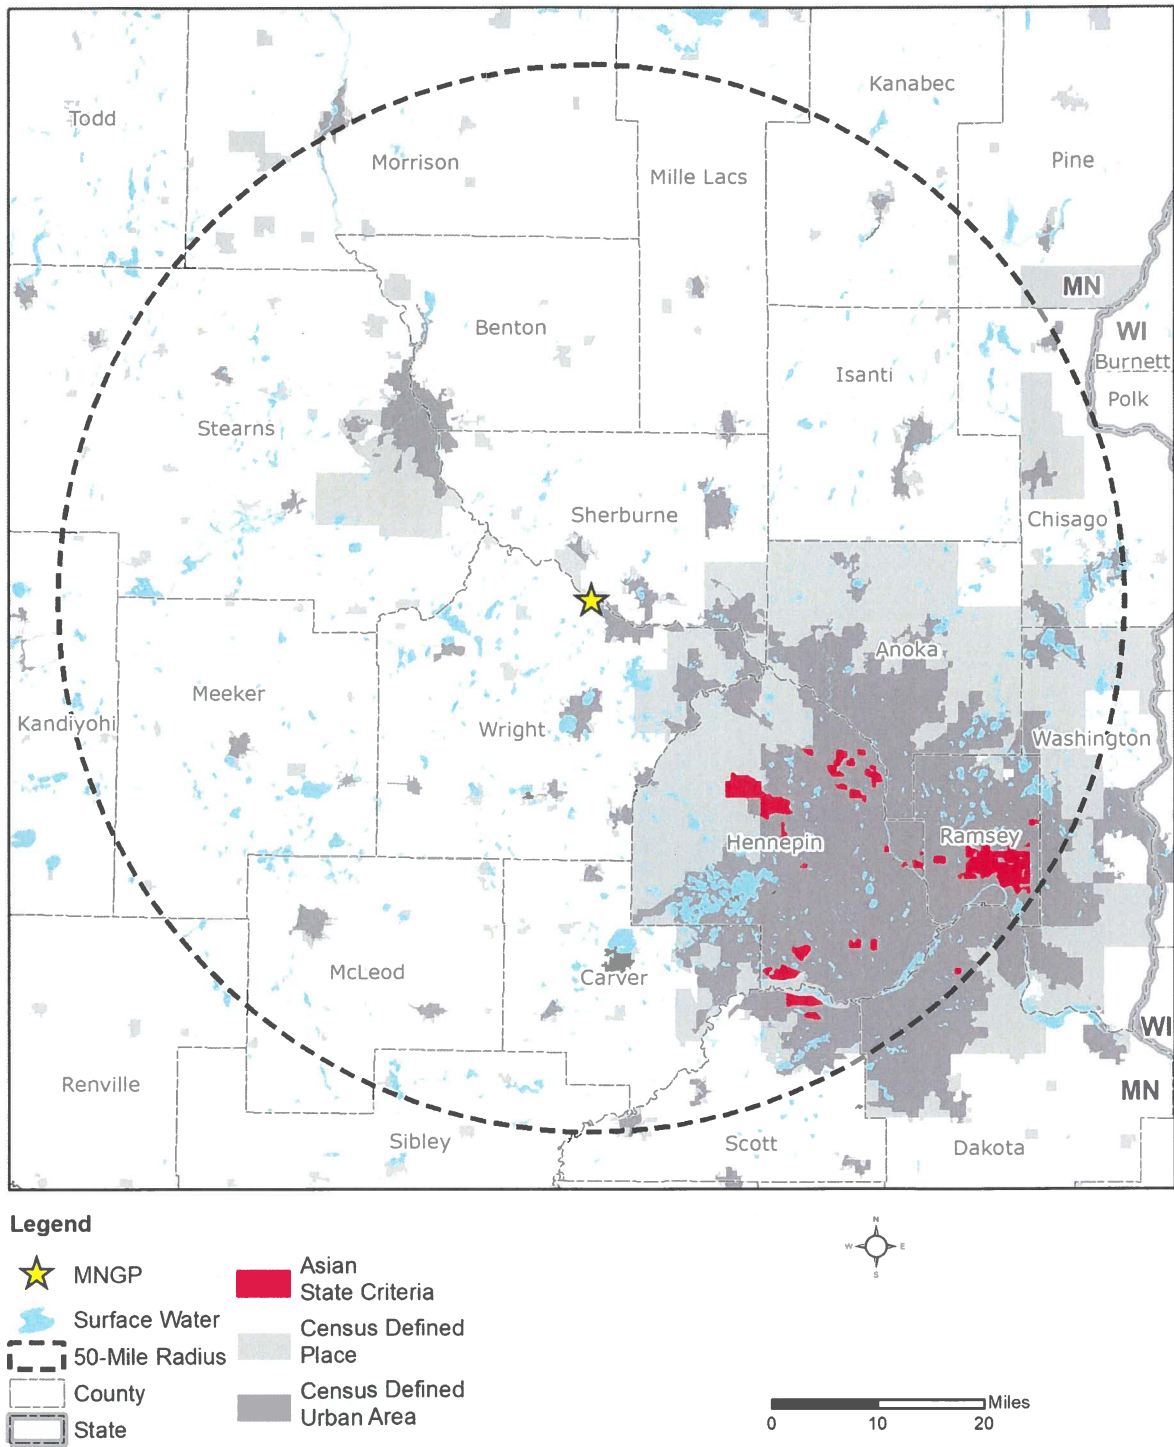 Kanabec
Todd
Morrison
Mille Lacs
Pine
MN
Benton
WI
Burnett
Isanti
Polk
Stearns
Sherburne
Chisago
Anoka
Meeker
Kandiyohi
Wright
Washington
Hennepin
Ramsey
McLeod
Carver
WI
Renville
MN
Sibley
Scott
Dakota
Legend
MNGP
Surface Water
50-Mile Radius
County
State
Asian
State Criteria
Census Defined
Place
Census Defined
Urban Area
N
W
E
S
Miles
0
10
20